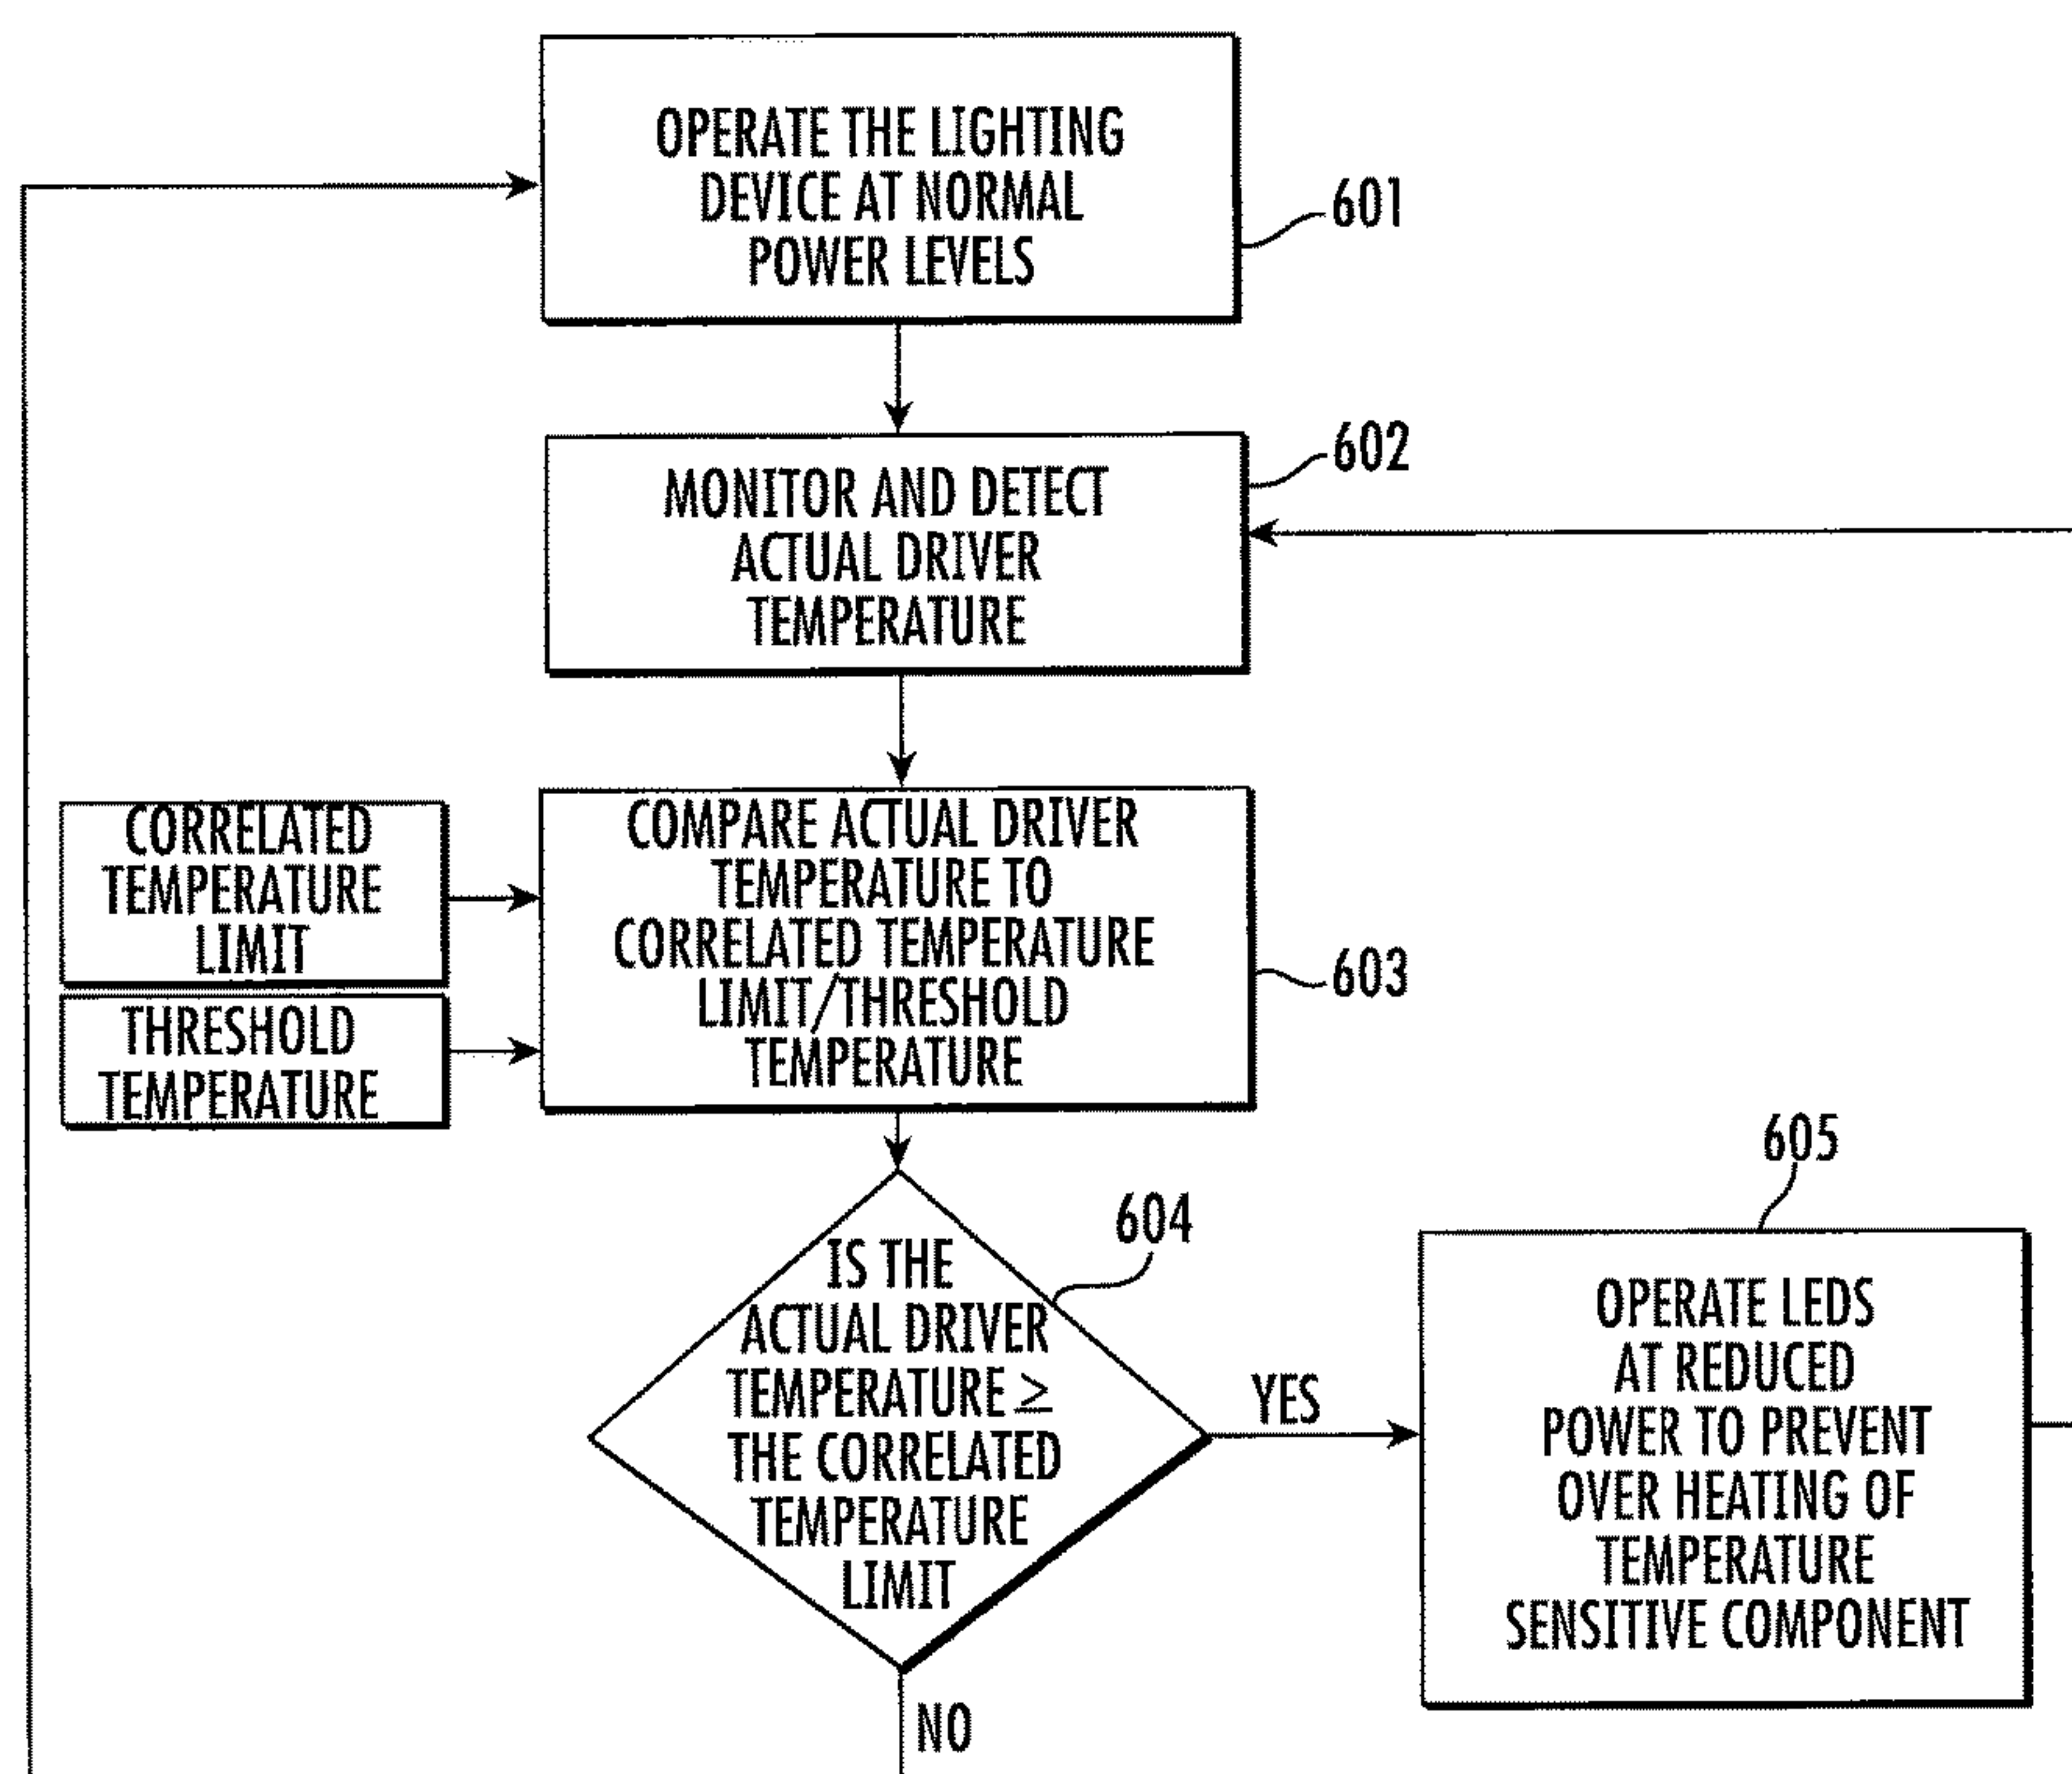 OPERATE THE LIGHTING
DEVICE AT NORMAL
POWER LEVELS
601
602
MONITOR AND DETECT
ACTUAL DRIVER
TEMPERATURE
CORRELATED
TEMPERATURE
LIMIT
THRESHOLD
TEMPERATURE
COMPARE ACTUAL DRIVER
TEMPERATURE TO
CORRELATED TEMPERATURE
LIMIT/THRESHOLD
TEMPERATURE
603
604
IS THE
ACTUAL DRIVER
TEMPERATURE ≥
THE CORRELATED
TEMPERATURE
LIMIT
YES
NO
605
OPERATE LEDS
AT REDUCED
POWER TO PREVENT
OVER HEATING OF
TEMPERATURE
SENSITIVE COMPONENT